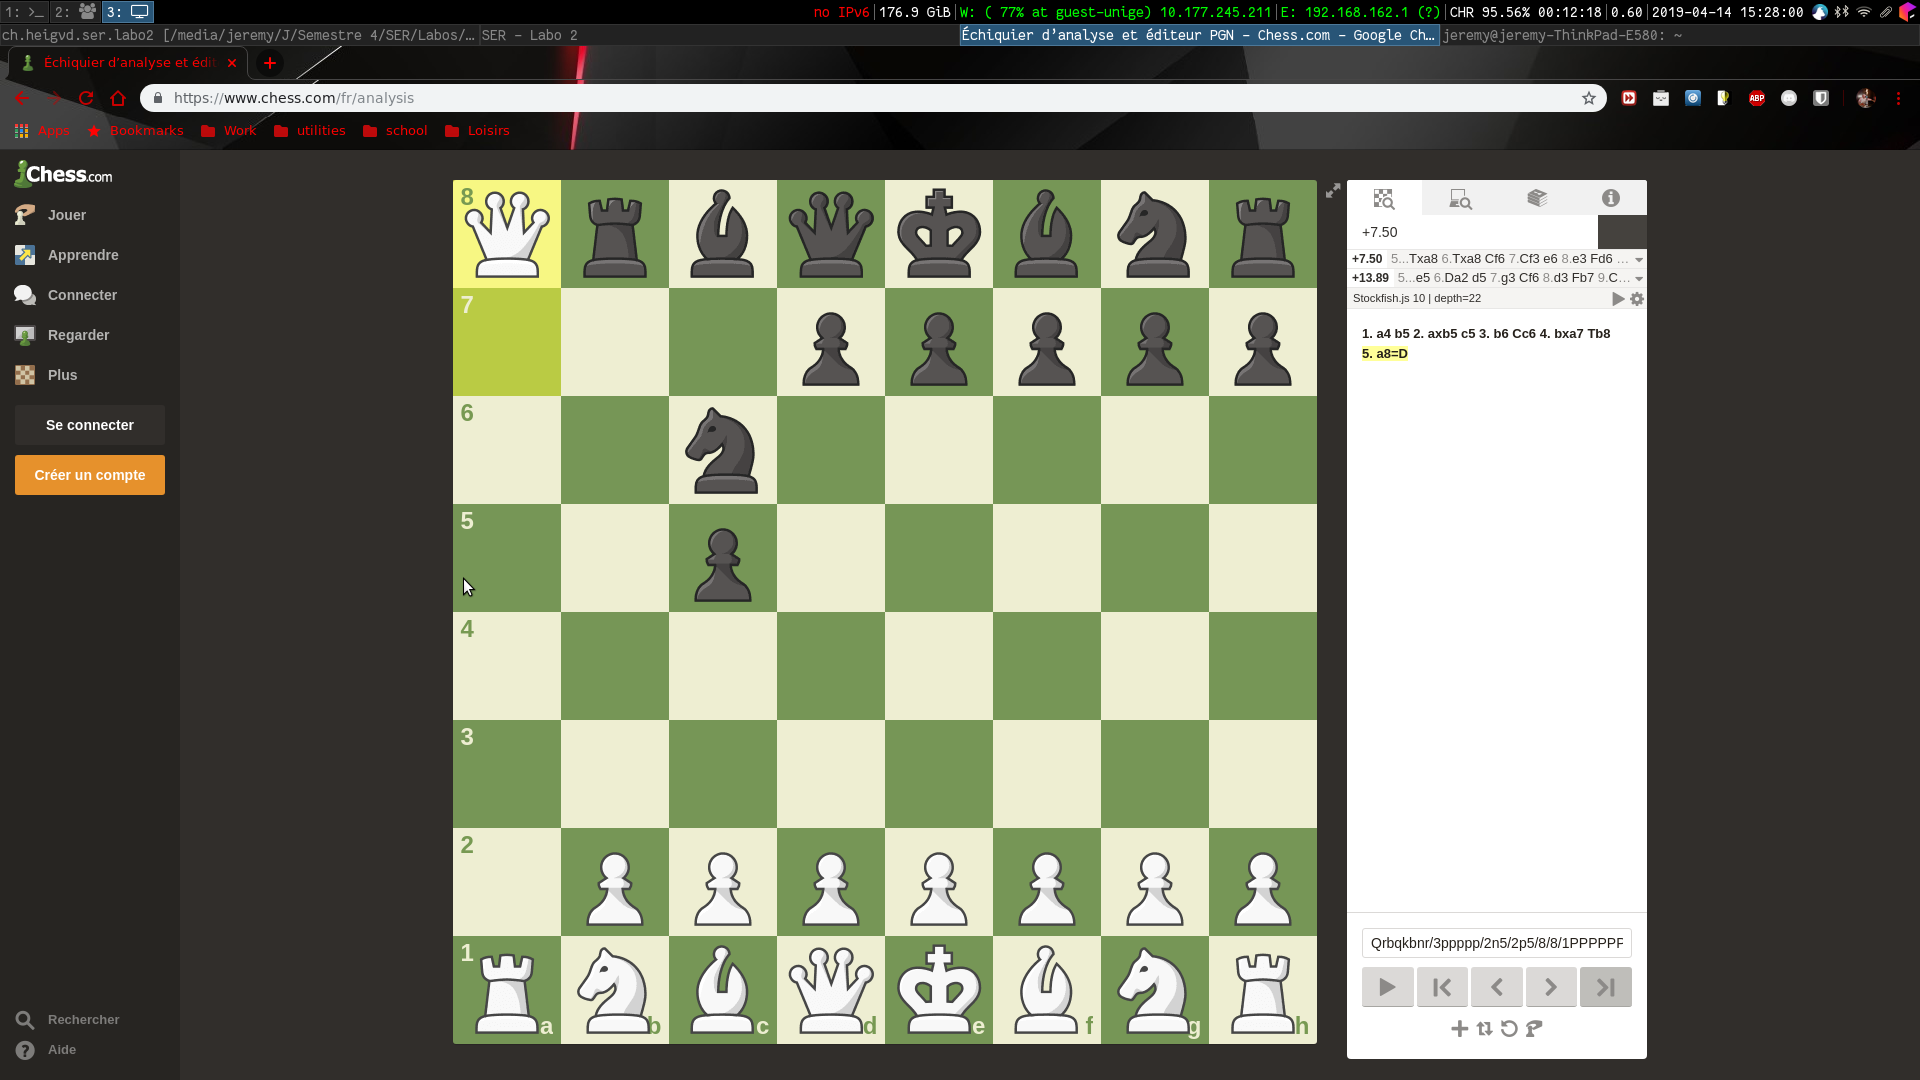 1: 2: 3: no IPv6 176.9 GiB W: ( 77% at guest-unige) 10.177.245.211 E: 192.168.162.1 (?) CHR 95.56% 00:12:18 0.60 2019-04-14 15:28:00
ch.heigvd.ser.labo2 [/media/jeremy/J/Semestre 4/SER/Labos/… SER – Labo 2 Échiquier d’analyse et éditeur PGN – Chess.com – Google Ch… jeremy@jeremy-ThinkPad-E580: ~
Échiquier d’analyse et édit
https://www.chess.com/fr/analysis
ABP
Apps Bookmarks Work utilities school Loisirs
Chess.com
Jouer
Apprendre
Connecter
Regarder
Plus
Se connecter
Créer un compte
Rechercher
Aide
8
7
6
5
4
3
2
1
a b c d e f g h
+7.50
+7.50 5...Txa8 6.Txa8 Cf6 7.Cf3 e6 8.e3 Fd6 ...
+13.89 5...e5 6.Da2 d5 7.g3 Cf6 8.d3 Fb7 9.C...
Stockfish.js 10 | depth=22
1. a4 b5 2. axb5 c5 3. b6 Cc6 4. bxa7 Tb8
5. a8=D
Qrbqkbnr/3ppppp/2n5/2p5/8/8/1PPPPPP